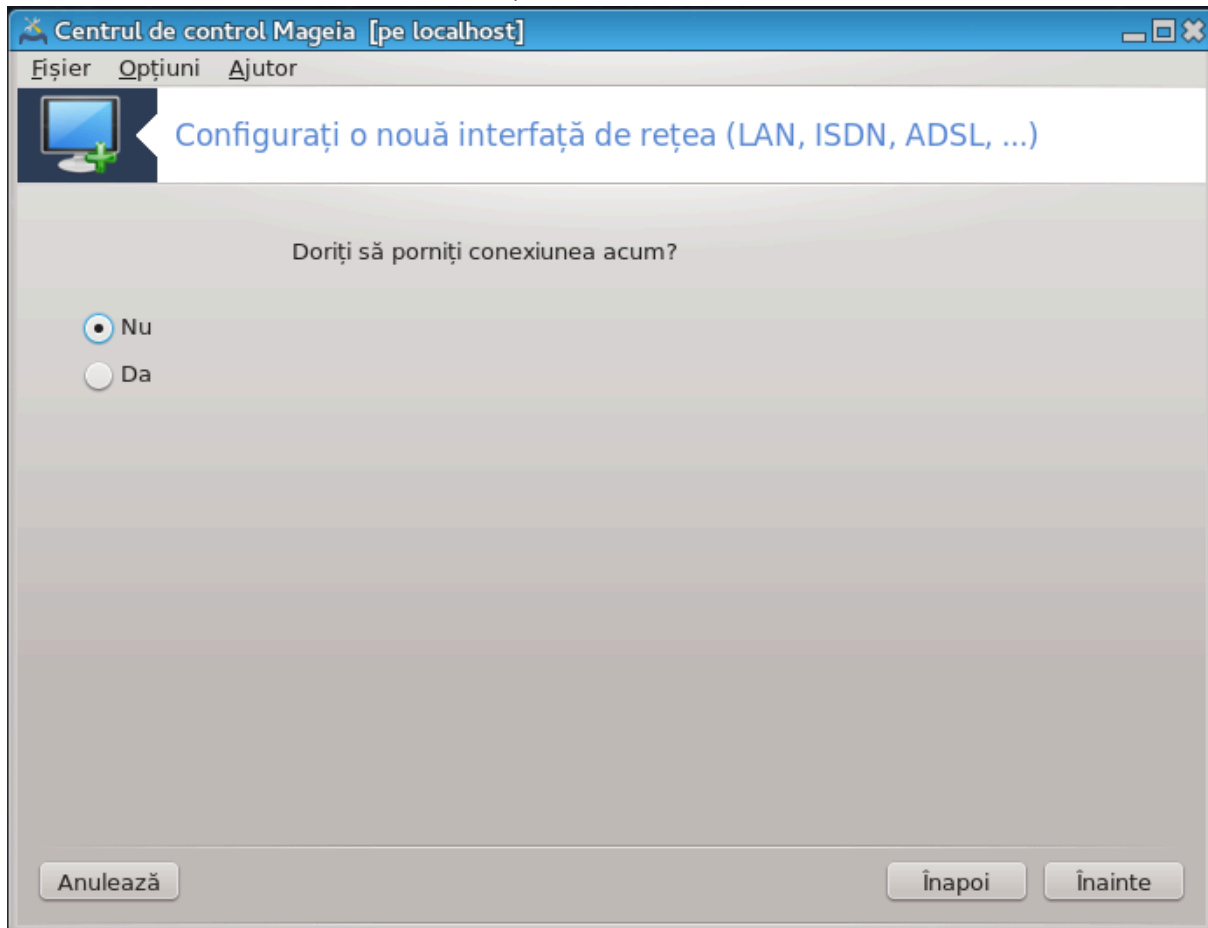 Centrul de control Mageia [pe localhost]
Fișier Opțiuni Ajutor
Configurați o nouă interfață de rețea (LAN, ISDN, ADSL, ...)
Doriți să porniți conexiunea acum?
Nu
Da
Anulează Înapoi Înainte